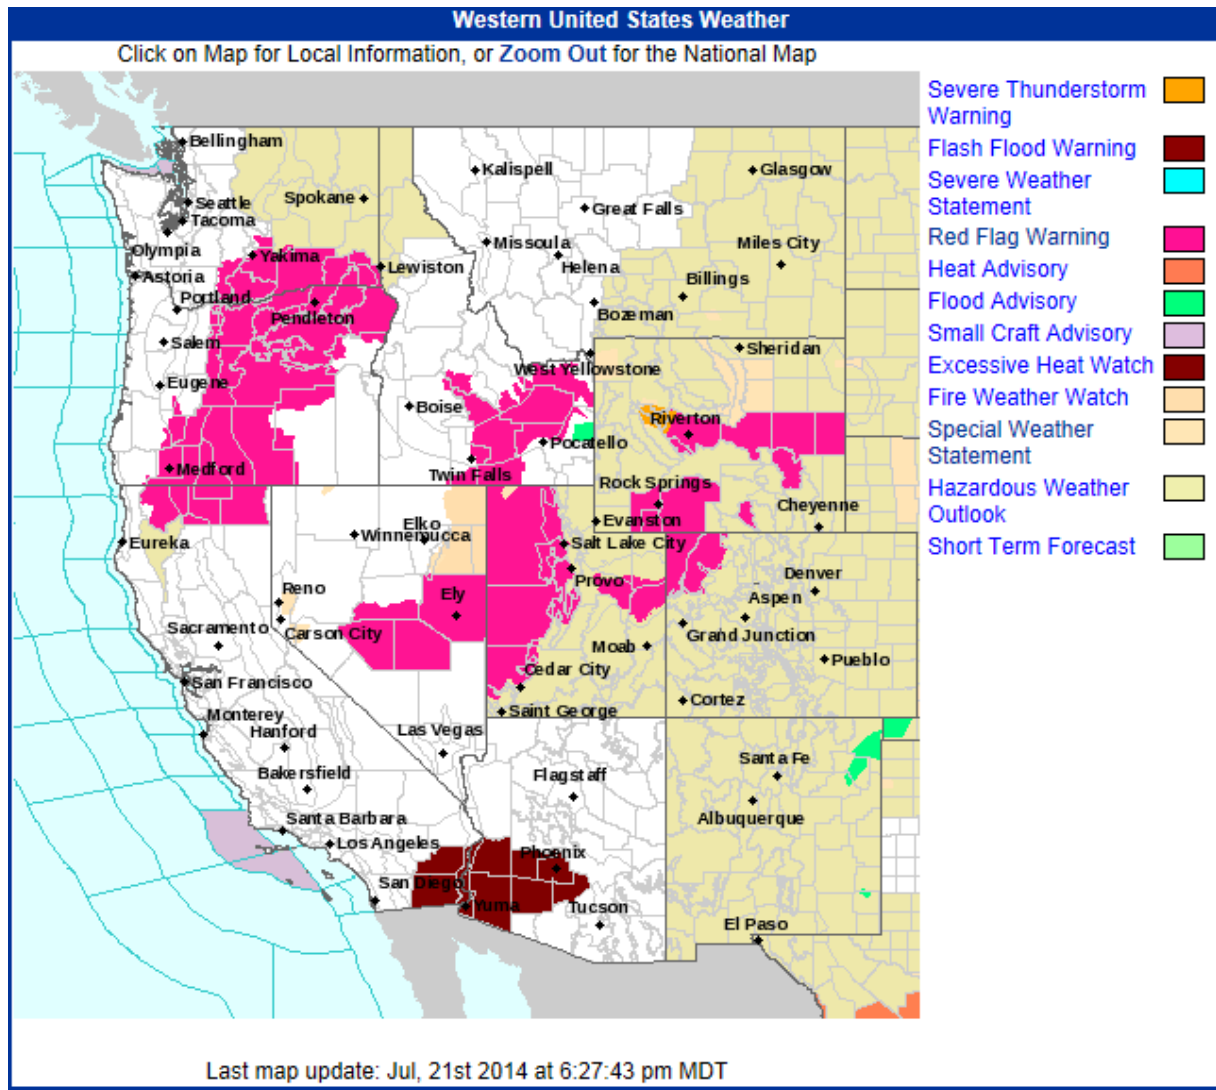 Western United States Weather
Click on Map for Local Information, or Zoom Out for the National Map
Severe Thunderstorm
Warning
Flash Flood Warning
Severe Weather
Statement
Red Flag Warning
Heat Advisory
Flood Advisory
Small Craft Advisory
Excessive Heat Watch
Fire Weather Watch
Special Weather
Statement
Hazardous Weather
Outlook
Short Term Forecast
Bellingham
Kalispell
Glasgow
Spokane
Seattle
Great Falls
Tacoma
Olympia
Missoula
Miles City
Yakima
Helena
Lewiston
Astoria
Billings
Portland
Bozeman
Pendleton
Salem
Sheridan
West Yellowstone
Eugene
Boise
Riverton
Pocatello
Medford
Twin Falls
Rock Springs
Cheyenne
Elko
Evanston
Winnemucca
Eureka
Salt Lake City
Denver
Provo
Reno
Ely
Aspen
Sacramento
Carson City
Grand Junction
Moab
Pueblo
Cedar City
San Francisco
Cortez
Saint George
Monterey
Hanford
Las Vegas
Santa Fe
Bakersfield
Flagstaff
Santa Barbara
Albuquerque
Los Angeles
Phoenix
San Diego
Yuma
Tucson
El Paso
Last map update: Jul, 21st 2014 at 6:27:43 pm MDT